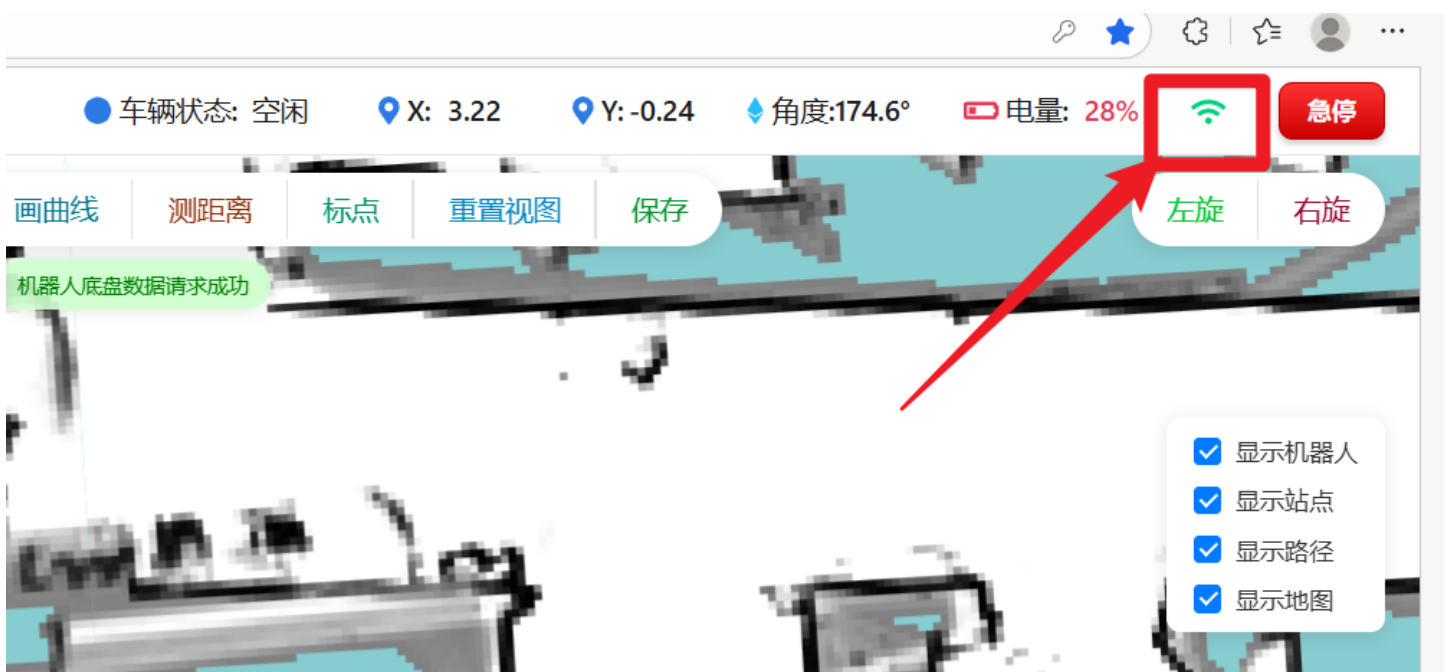 车辆状态: 空闲 X: 3.22 Y: -0.24 角度:174.6° 电量: 28% 急停
画曲线 测距离 标点 重置视图 保存 左旋 右旋
机器人底盘数据请求成功
显示机器人
显示站点
显示路径
显示地图